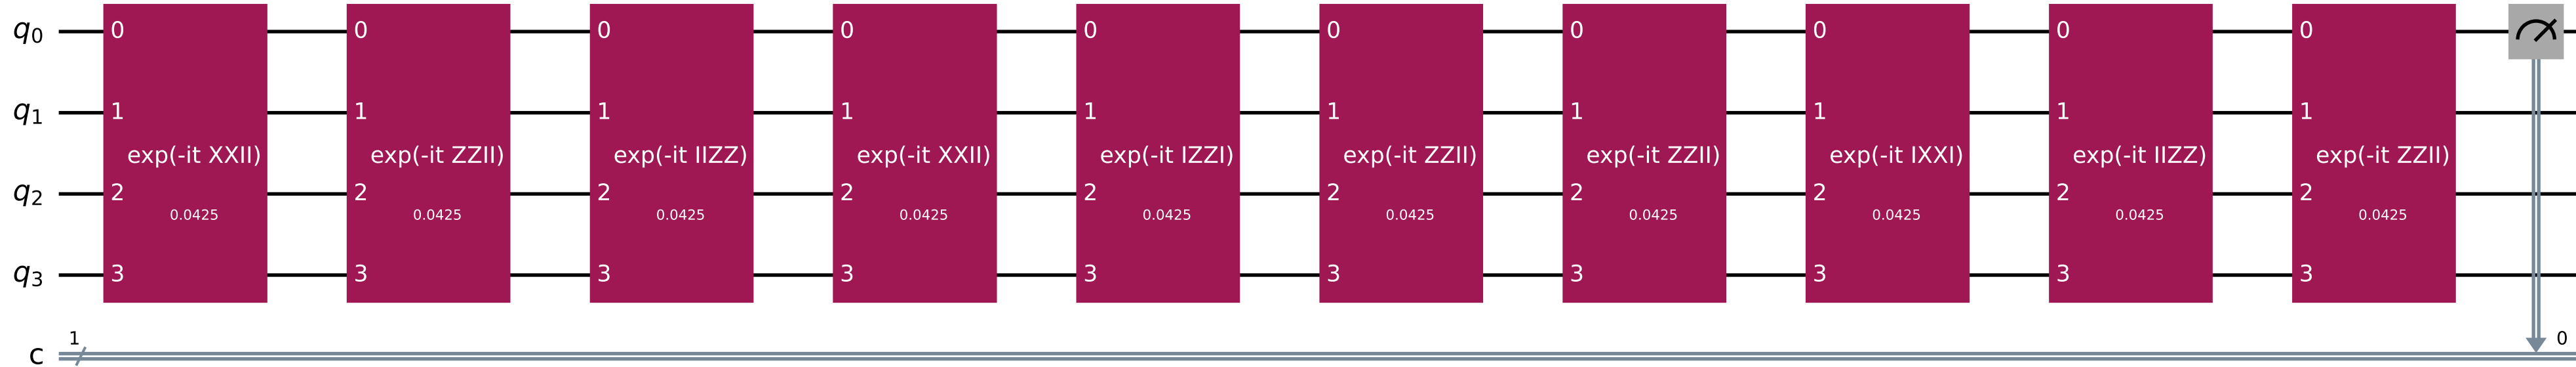 q0 0 0 0 0 0 0 0 0 0 0
q1 1 1 1 1 1 1 1 1 1 1
exp(-it XXII) exp(-it ZZII) exp(-it IIZZ) exp(-it XXII) exp(-it IZZI) exp(-it ZZII) exp(-it ZZII) exp(-it IXXI) exp(-it IIZZ) exp(-it ZZII)
q2 2 2 2 2 2 2 2 2 2 2
0.0425 0.0425 0.0425 0.0425 0.0425 0.0425 0.0425 0.0425 0.0425 0.0425
q3 3 3 3 3 3 3 3 3 3 3
1 0
c